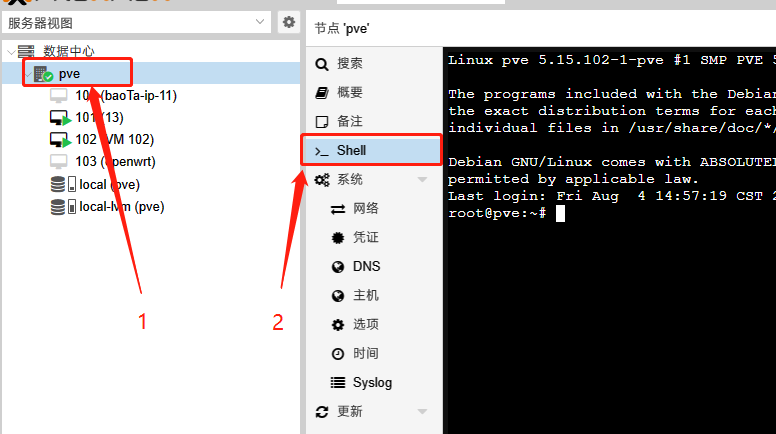 服务器视图
数据中心
pve
(baoTa-ip-11)
101 (13)
102 (VM 102)
103 (openwrt)
local (pve)
local-lvm (pve)
1
节点 'pve'
搜索
概要
备注
Shell
系统
网络
凭证
DNS
主机
选项
时间
Syslog
更新
2
Linux pve 5.15.102-1-pve #1 SMP PVE 5
The programs included with the Debian
the exact distribution terms for each
individual files in /usr/share/doc/*/
Debian GNU/Linux comes with ABSOLUTE
permitted by applicable law.
Last login: Fri Aug 4 14:57:19 CST 2
root@pve:~#